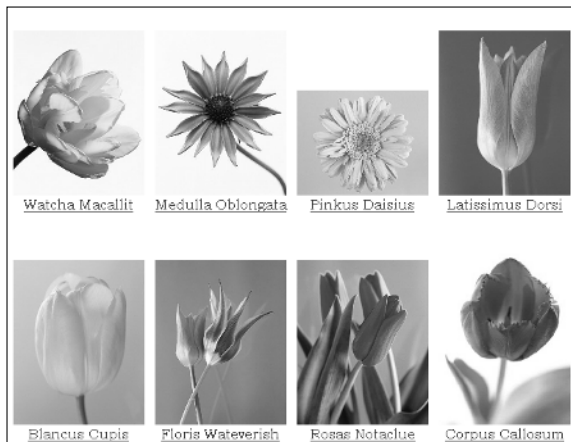 Watcha Macallit
Medulla Oblongata
Pinkus Daisius
Latissimus Dorsi
Blancus Cupis
Floris Wateverish
Rosas Notaclue
Corpus Callosum